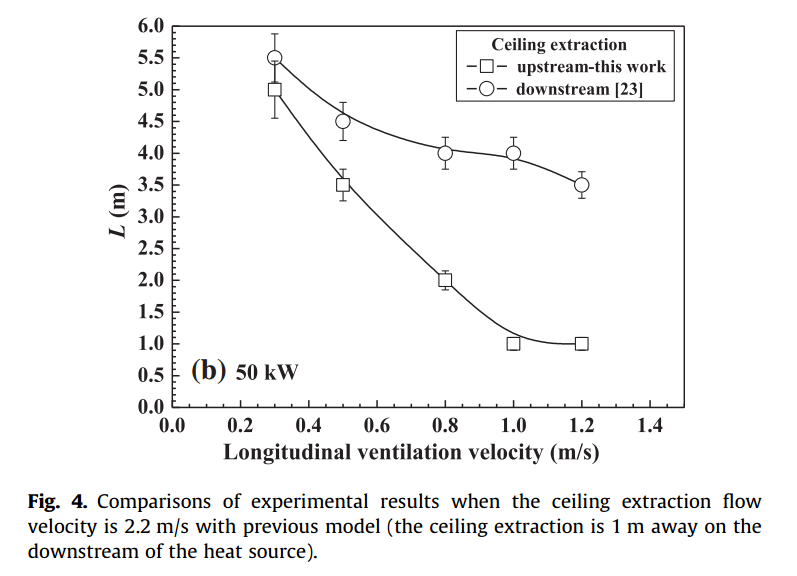 6.0
5.5
5.0
4.5
4.0
3.5
3.0
2.5
2.0
1.5
1.0
0.5
0.0
L (m)
Ceiling extraction
upstream-this work
downstream [23]
(b) 50 kW
0.0 0.2 0.4 0.6 0.8 1.0 1.2 1.4
Longitudinal ventilation velocity (m/s)
Fig. 4. Comparisons of experimental results when the ceiling extraction flow
velocity is 2.2 m/s with previous model (the ceiling extraction is 1 m away on the
downstream of the heat source).